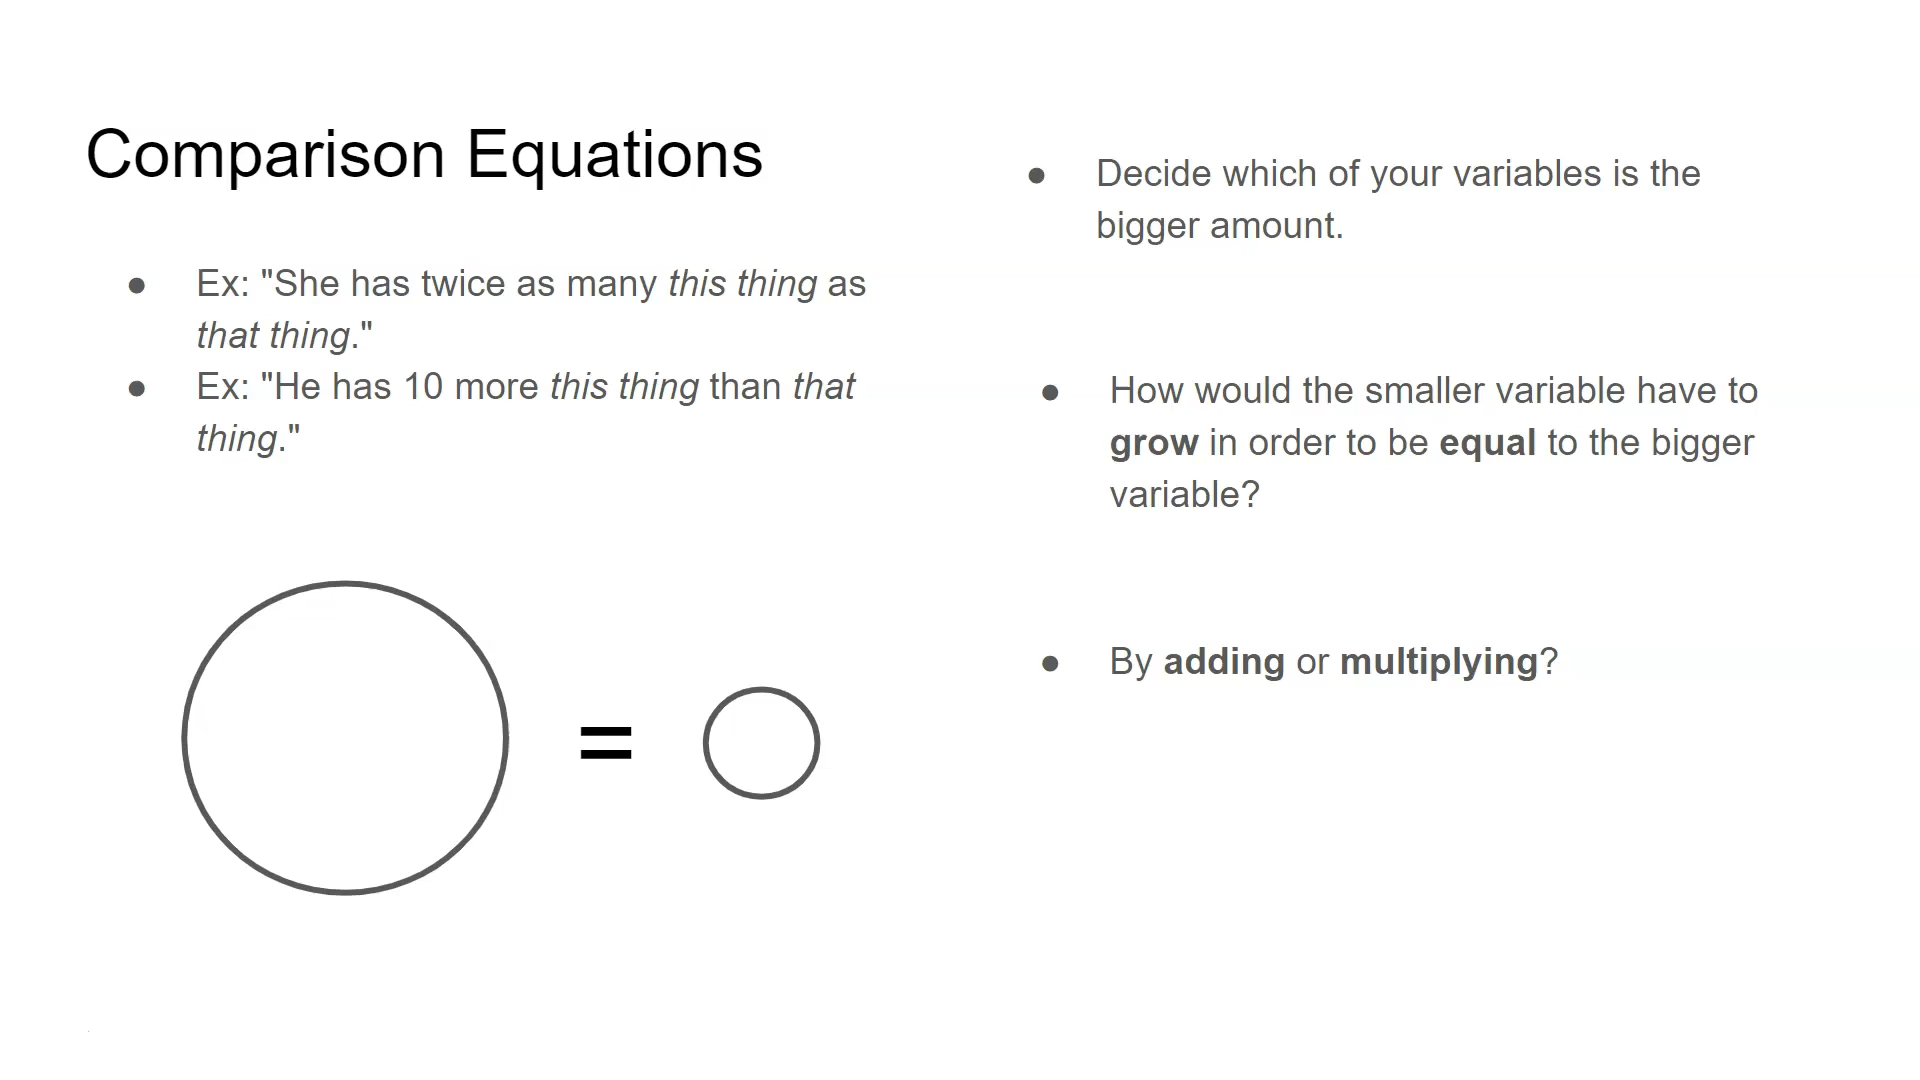 Comparison Equations
● Ex: "She has twice as many this thing as
that thing."
● Ex: "He has 10 more this thing than that
thing."
=
● Decide which of your variables is the
bigger amount.
● How would the smaller variable have to
grow in order to be equal to the bigger
variable?
● By adding or multiplying?